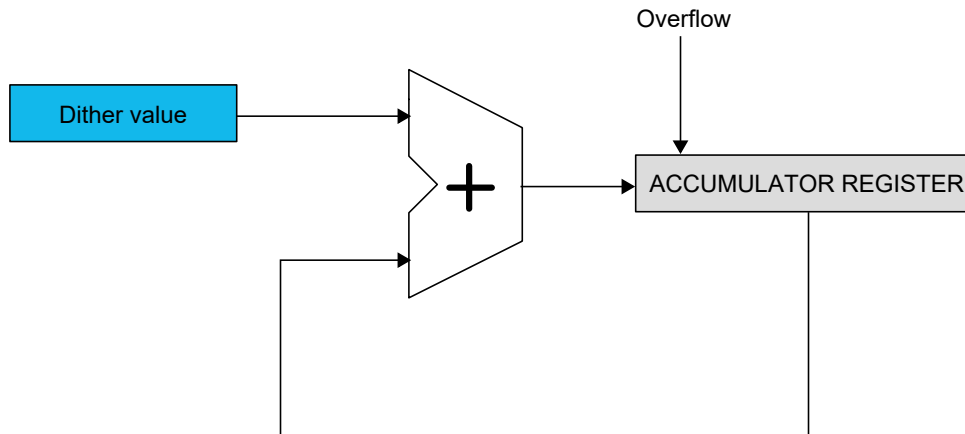 Overflow
Dither value
+
ACCUMULATOR REGISTER